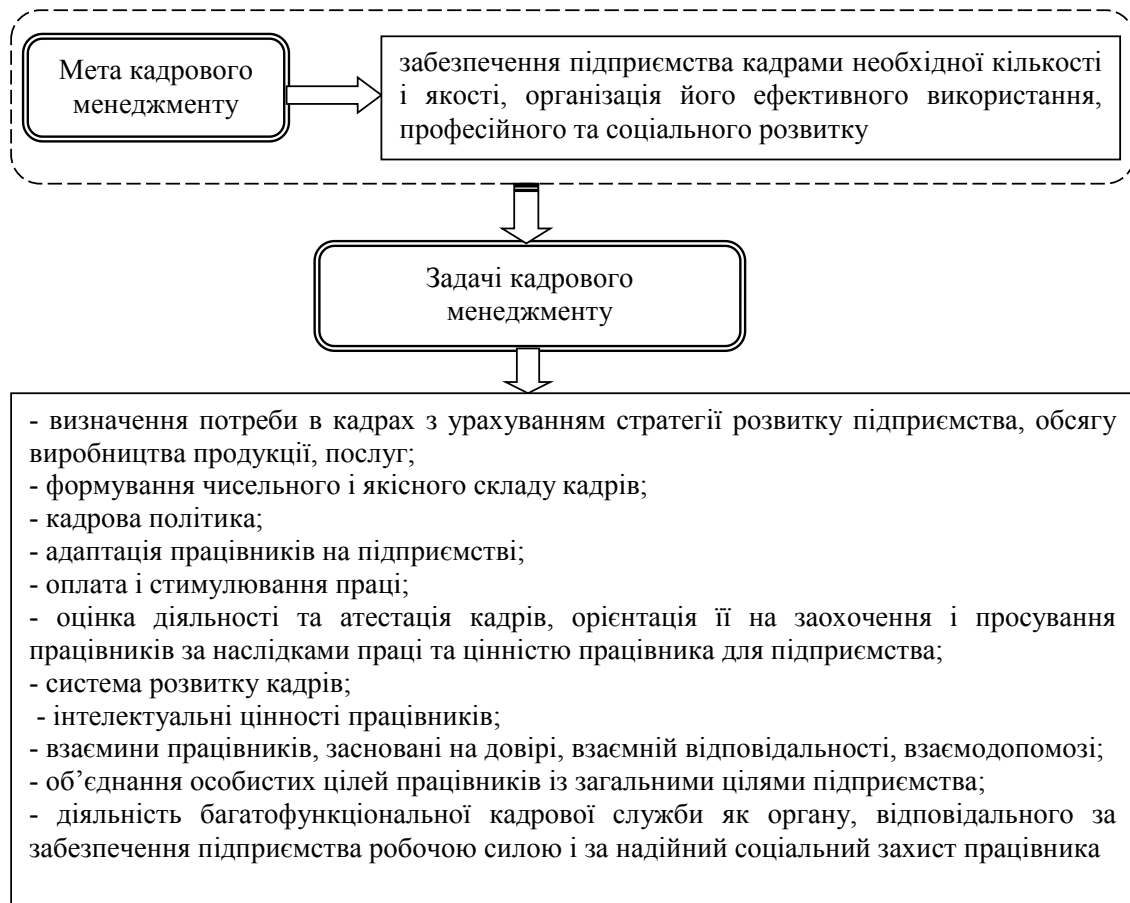 Мета кадрового
менеджменту
забезпечення підприємства кадрами необхідної кількості
і якості, організація його ефективного використання,
професійного та соціального розвитку
Задачі кадрового
менеджменту
- визначення потреби в кадрах з урахуванням стратегії розвитку підприємства, обсягу
виробництва продукції, послуг;
- формування чисельного і якісного складу кадрів;
- кадрова політика;
- адаптація працівників на підприємстві;
- оплата і стимулювання праці;
- оцінка діяльності та атестація кадрів, орієнтація її на заохочення і просування
працівників за наслідками праці та цінністю працівника для підприємства;
- система розвитку кадрів;
- інтелектуальні цінності працівників;
- взаємини працівників, засновані на довірі, взаємній відповідальності, взаємодопомозі;
- об’єднання особистих цілей працівників із загальними цілями підприємства;
- діяльність багатофункціональної кадрової служби як органу, відповідального за
забезпечення підприємства робочою силою і за надійний соціальний захист працівника